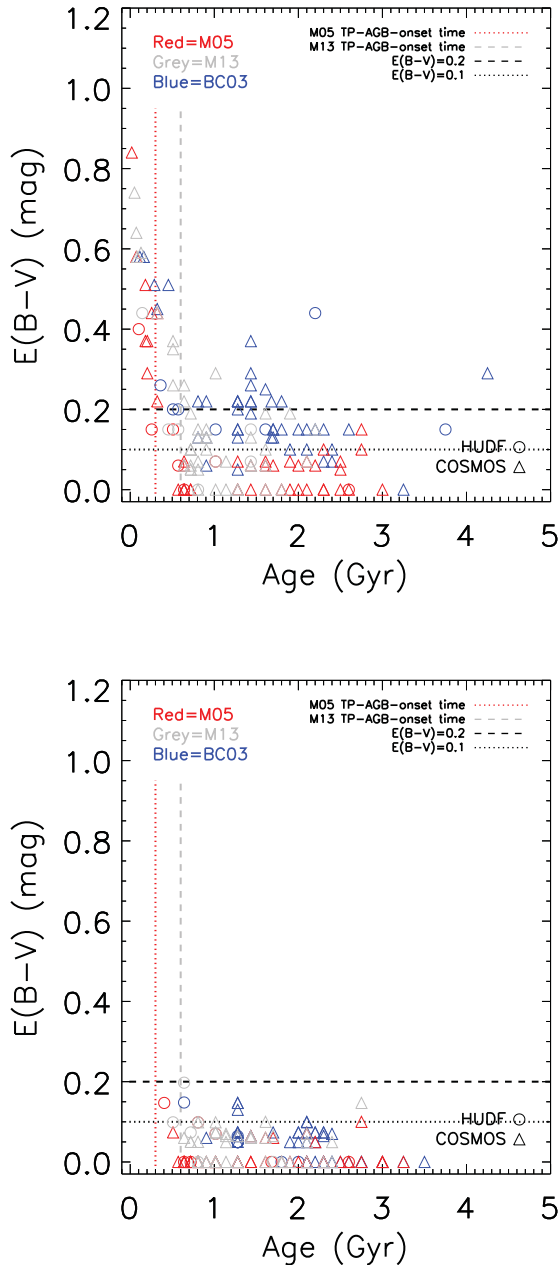 1.2
1.0
0.8
0.6
0.4
0.2
0.0
E(B−V) (mag)
Red=M05
Grey=M13
Blue=BC03
M05 TP−AGB−onset time
M13 TP−AGB−onset time
E(B−V)=0.2
E(B−V)=0.1
HUDF
COSMOS
0 1 2 3 4 5
Age (Gyr)
1.2
1.0
0.8
0.6
0.4
0.2
0.0
E(B−V) (mag)
Red=M05
Grey=M13
Blue=BC03
M05 TP−AGB−onset time
M13 TP−AGB−onset time
E(B−V)=0.2
E(B−V)=0.1
HUDF
COSMOS
0 1 2 3 4 5
Age (Gyr)